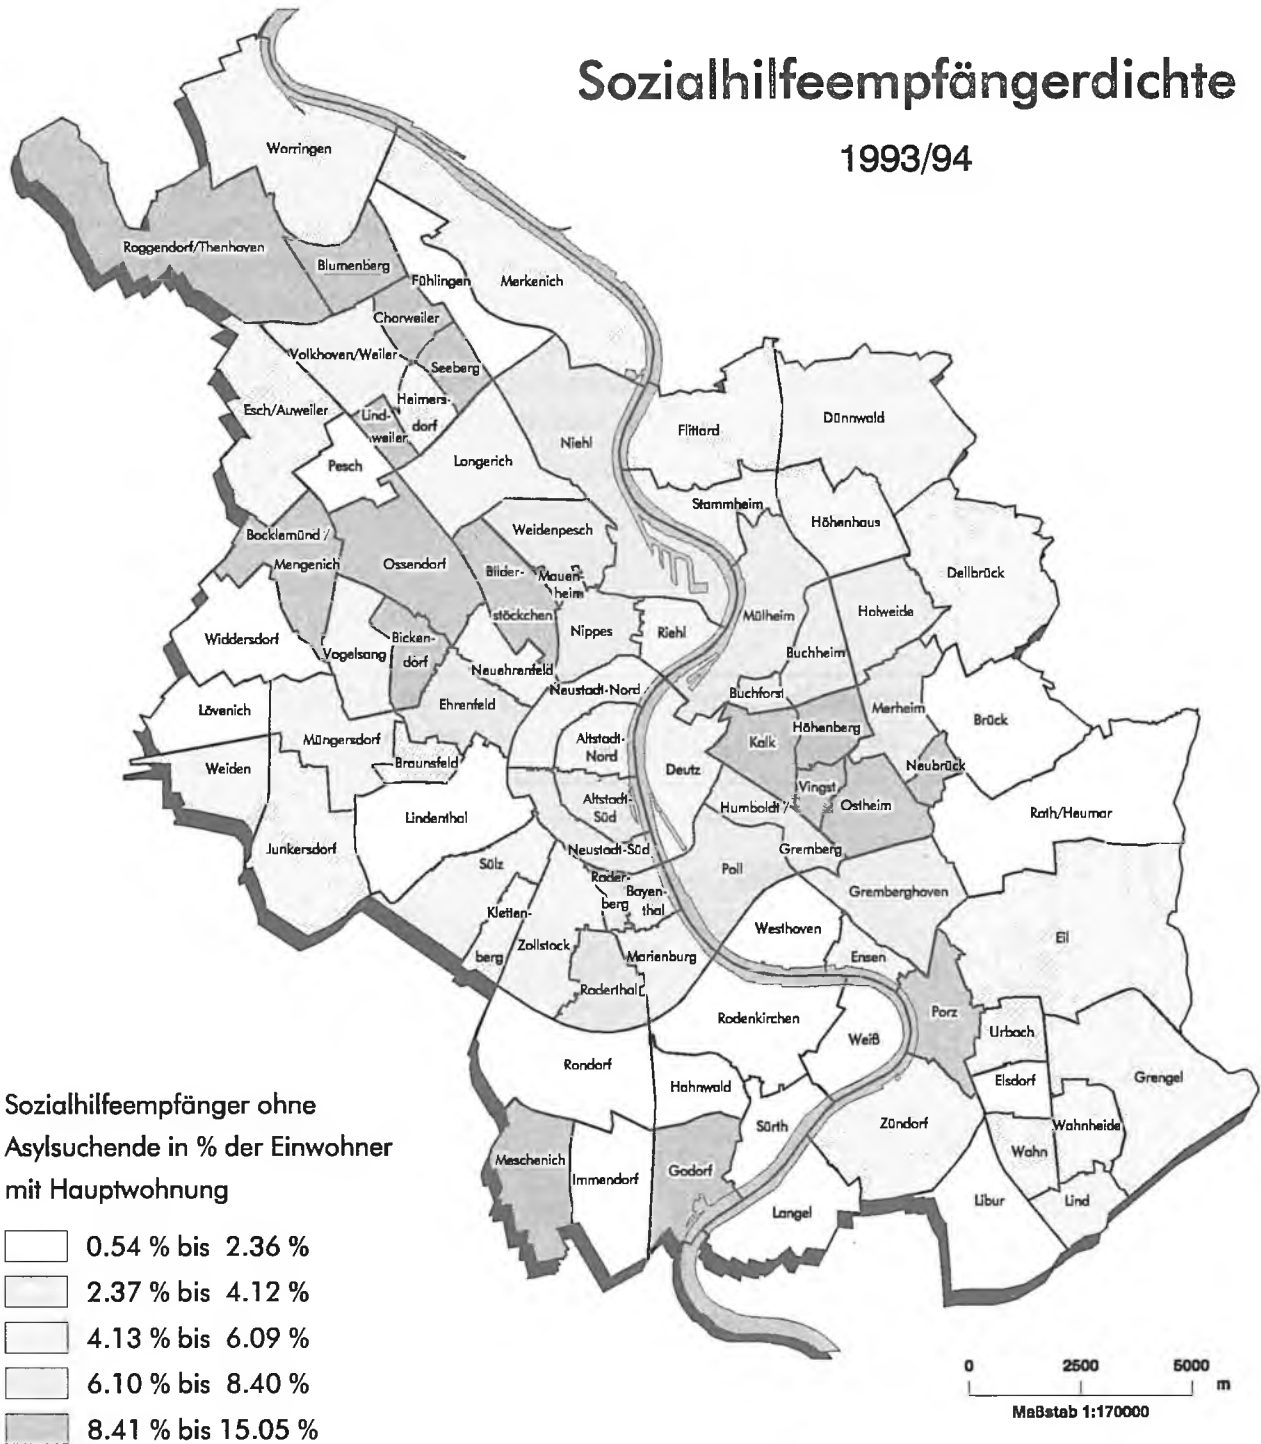 Sozialhilfeempfängerdichte
1993/94
Worringen
Roggendorf/Thenhoven
Blumenberg
Fühlingen
Merkenich
Chorweiler
Volkhoven/Weiler
Seeberg
Heimers-
dorf
Esch/Auweiler
Lind-
weiler
Pesch
Longerich
Niehl
Flittard
Dünnwald
Stammheim
Höhenhaus
Dellbrück
Bocklemünd /
Mengenich
Ossendorf
Weidenpesch
Bilder-
stöckchen
Mauen-
heim
Nippes
Riehl
Mülheim
Holweide
Buchheim
Widdersdorf
Vogelsang
Bicken-
dorf
Neuehrenfeld
Neustadt-Nord
Buchforst
Merheim
Brück
Lövenich
Ehrenfeld
Müngersdorf
Braunsfeld
Altstadt-
Nord
Deutz
Kalk
Höhenberg
Neubrück
Weiden
Vingst
Ostheim
Rath/Heumar
Altstadt-
Süd
Humboldt /
Gremberg
Lindenthal
Junkersdorf
Neustadt-Süd
Sülz
Poll
Gremberghoven
Rader-
berg
Bayen-
thal
Kletten-
berg
Zollstock
Marienburg
Westhoven
Ensen
Eil
Raderthal
Rodenkirchen
Weiß
Porz
Urbach
Rondorf
Hahnwald
Elsdorf
Grengel
Sürth
Zündorf
Wahnheide
Wahn
Meschenich
Immendorf
Godorf
Langel
Libur
Lind
Sozialhilfeempfänger ohne
Asylsuchende in % der Einwohner
mit Hauptwohnung
0.54 % bis 2.36 %
2.37 % bis 4.12 %
4.13 % bis 6.09 %
6.10 % bis 8.40 %
8.41 % bis 15.05 %
0 2500 5000
m
Maßstab 1:170000